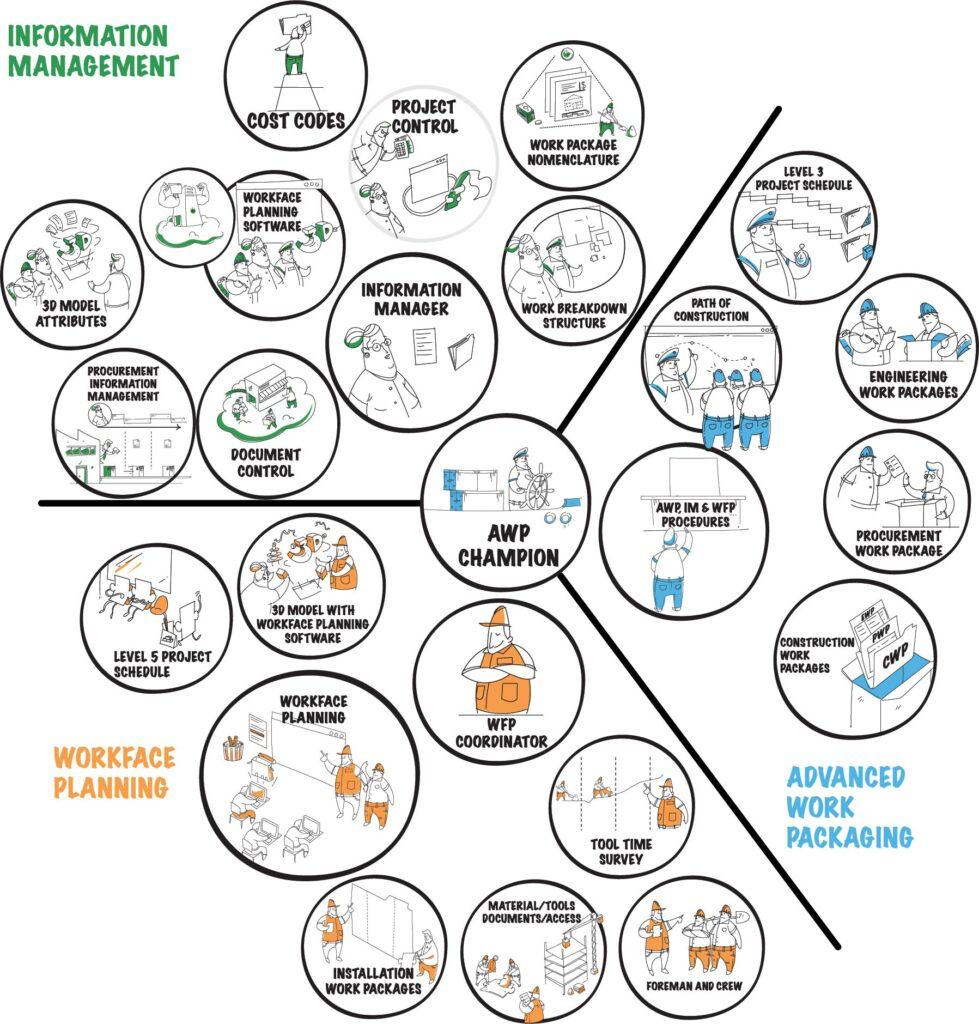 INFORMATION
MANAGEMENT
COST CODES
PROJECT
CONTROL
WORK PACKAGE
NOMENCLATURE
WORKFACE
PLANNING
SOFTWARE
3D
3D MODEL
ATTRIBUTES
INFORMATION
MANAGER
WORK BREAKDOWN
STRUCTURE
PROCUREMENT
INFORMATION
MANAGEMENT
DOCUMENT
CONTROL
LEVEL 3
PROJECT SCHEDULE
PATH OF
CONSTRUCTION
ENGINEERING
WORK PACKAGES
AWP CHAMPION
AWP, IM & WFP
PROCEDURES
PROCUREMENT
WORK PACKAGE
CONSTRUCTION
WORK
PACKAGES
EWP
PWP
CWP
ADVANCED
WORK
PACKAGING
LEVEL 5 PROJECT
SCHEDULE
3D MODEL WITH
WORKFACE PLANNING
SOFTWARE
WFP
COORDINATOR
WORKFACE
PLANNING
WORKFACE
PLANNING
TOOL TIME
SURVEY
INSTALLATION
WORK PACKAGES
MATERIAL/TOOLS
DOCUMENTS/ACCESS
FOREMAN AND CREW